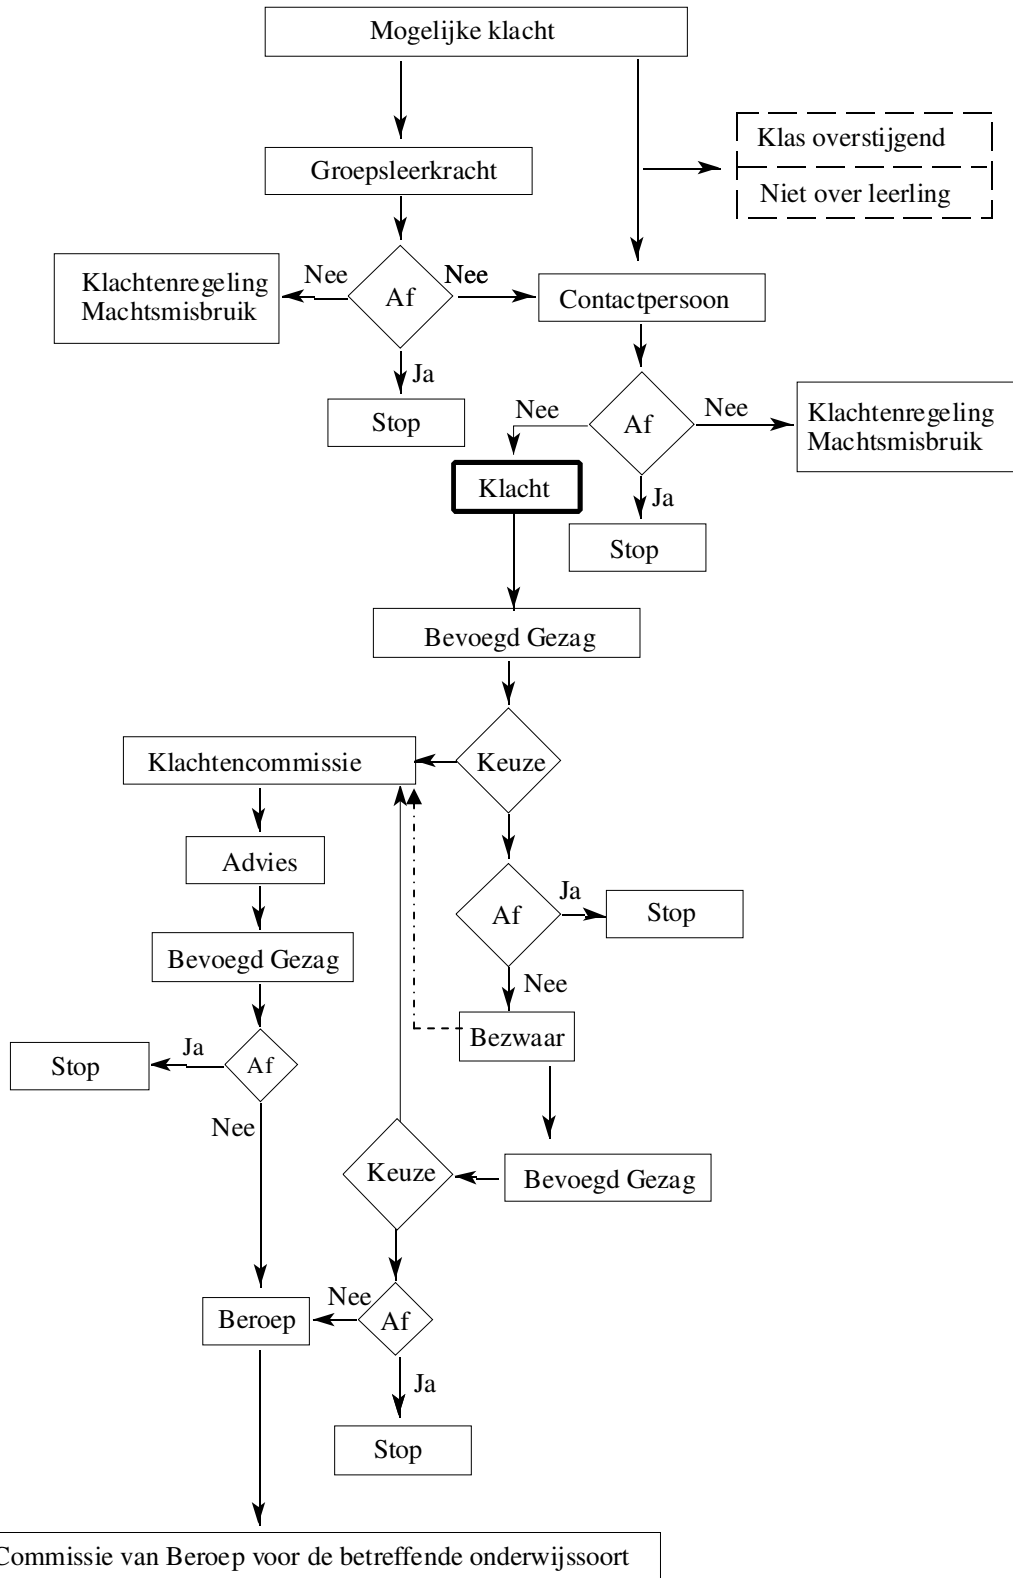 Mogelijke klacht
Klas overstijgend
Groepsleerkracht
Niet over leerling
Klachtenregeling
Machtsmisbruik
Nee
Af
Nee
Contactpersoon
Ja
Stop
Nee
Af
Nee
Klachtenregeling
Machtsmisbruik
Klacht
Ja
Stop
Bevoegd Gezag
Klachtencommissie
Keuze
Advies
Af
Ja
Stop
Bevoegd Gezag
Nee
Bezwaar
Stop
Ja
Af
Nee
Keuze
Bevoegd Gezag
Beroep
Nee
Af
Ja
Stop
Commissie van Beroep voor de betreffende onderwijssoort